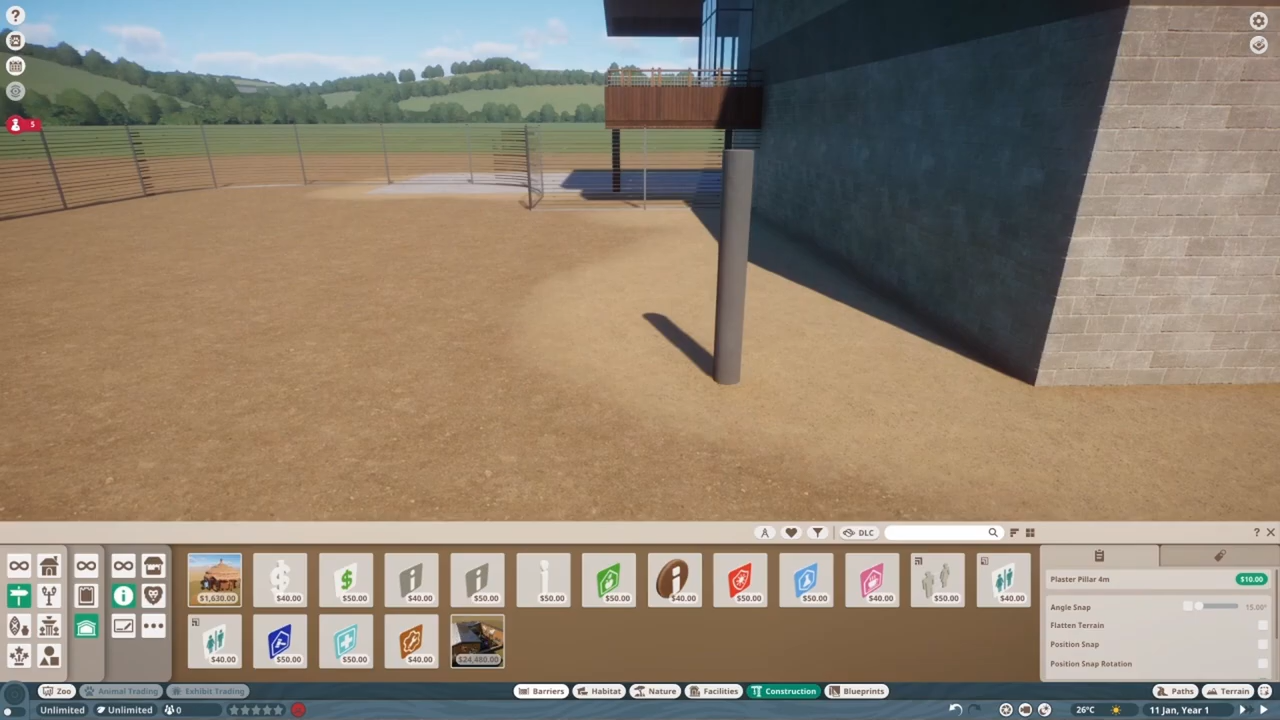 ?
5
DLC
? ×
$1,630.00
$40.00
$50.00
$40.00
$50.00
$50.00
$50.00
$40.00
$50.00
$50.00
$40.00
$50.00
$40.00
$40.00
$50.00
$50.00
$40.00
$24,480.00
Plaster Pillar 4m
$10.00
Angle Snap
15.00°
Flatten Terrain
Position Snap
Position Snap Rotation
Zoo
Animal Trading
Exhibit Trading
Barriers
Habitat
Nature
Facilities
Construction
Blueprints
Paths
Terrain
Unlimited
Unlimited
0
26°C
11 Jan, Year 1